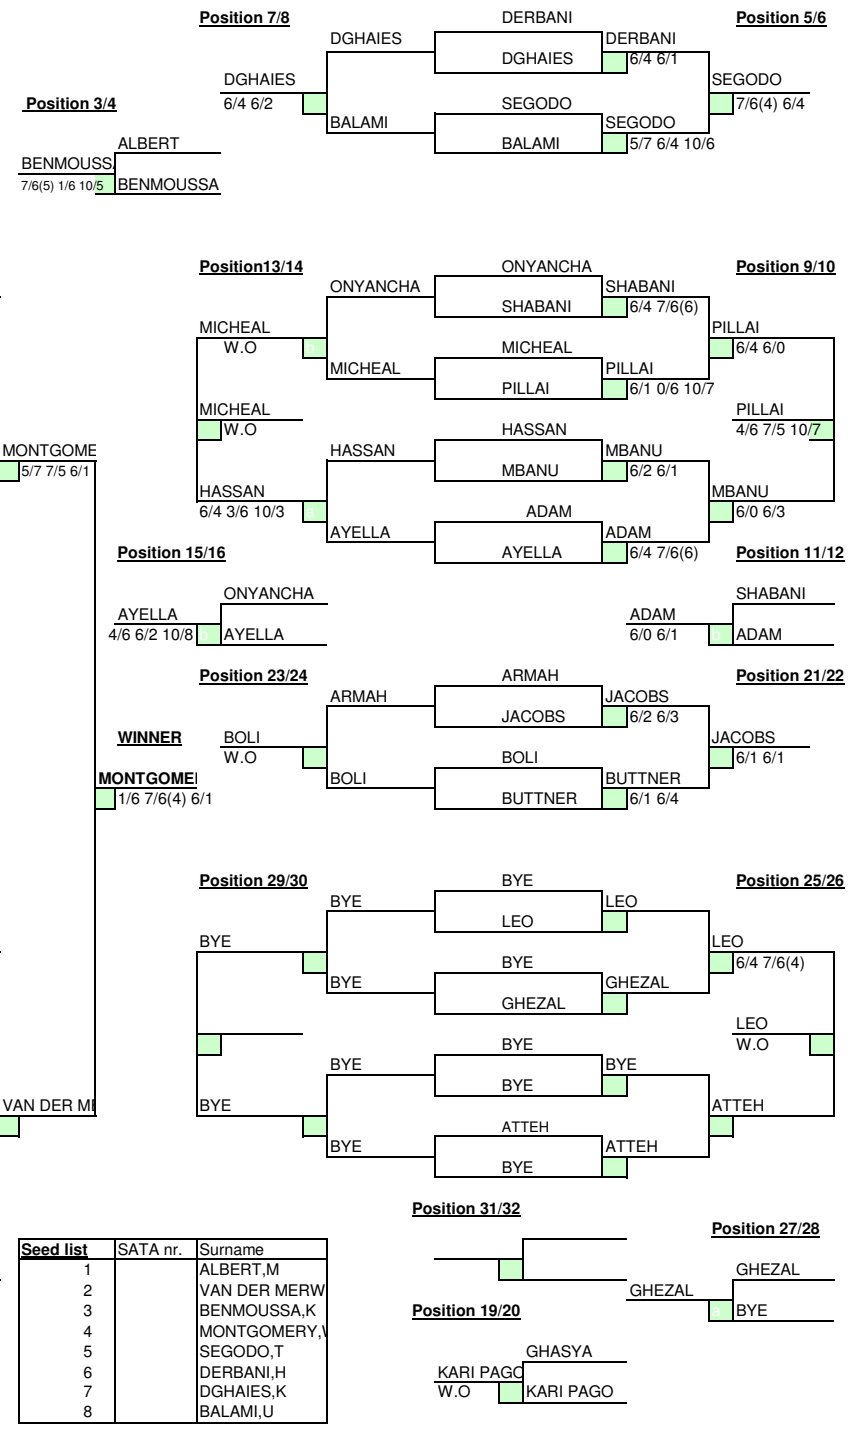 Position 7/8
DERBANI
Position 5/6
DGHAIES
DERBANI
DGHAIES
6/4 6/1
DGHAIES
SEGODO
6/4 6/2
SEGODO
7/6(4) 6/4
Position 3/4
BALAMI
SEGODO
ALBERT
BALAMI
5/7 6/4 10/6
BENMOUSSA
7/6(5) 1/6 10/5
BENMOUSSA
Position13/14
ONYANCHA
Position 9/10
ONYANCHA
SHABANI
SHABANI
6/4 7/6(6)
MICHEAL
PILLAI
W.O
b
MICHEAL
6/4 6/0
MICHEAL
PILLAI
PILLAI
6/1 0/6 10/7
MICHEAL
PILLAI
W.O
HASSAN
4/6 7/5 10/7
MONTGOME
HASSAN
MBANU
5/7 7/5 6/1
MBANU
6/2 6/1
HASSAN
MBANU
6/4 3/6 10/3
a
ADAM
6/0 6/3
AYELLA
ADAM
Position 15/16
AYELLA
6/4 7/6(6)
Position 11/12
ONYANCHA
SHABANI
AYELLA
ADAM
4/6 6/2 10/8
b
AYELLA
6/0 6/1
b
ADAM
Position 23/24
ARMAH
Position 21/22
ARMAH
JACOBS
JACOBS
6/2 6/3
WINNER
BOLI
JACOBS
W.O
BOLI
6/1 6/1
MONTGOME
BOLI
BUTTNER
1/6 7/6(4) 6/1
BUTTNER
6/1 6/4
Position 29/30
BYE
Position 25/26
BYE
LEO
LEO
BYE
LEO
BYE
6/4 7/6(4)
BYE
GHEZAL
GHEZAL
LEO
BYE
W.O
BYE
BYE
BYE
VAN DER ME
BYE
ATTEH
ATTEH
BYE
ATTEH
BYE
Position 31/32
Position 27/28
Seed list SATA nr. Surname
1 ALBERT,M
2 VAN DER MERW
3 BENMOUSSA,K
4 MONTGOMERY,W
5 SEGODO,T
6 DERBANI,H
7 DGHAIES,K
8 BALAMI,U
GHEZAL
GHEZAL
a
BYE
Position 19/20
GHASYA
KARI PAGO
W.O
KARI PAGO